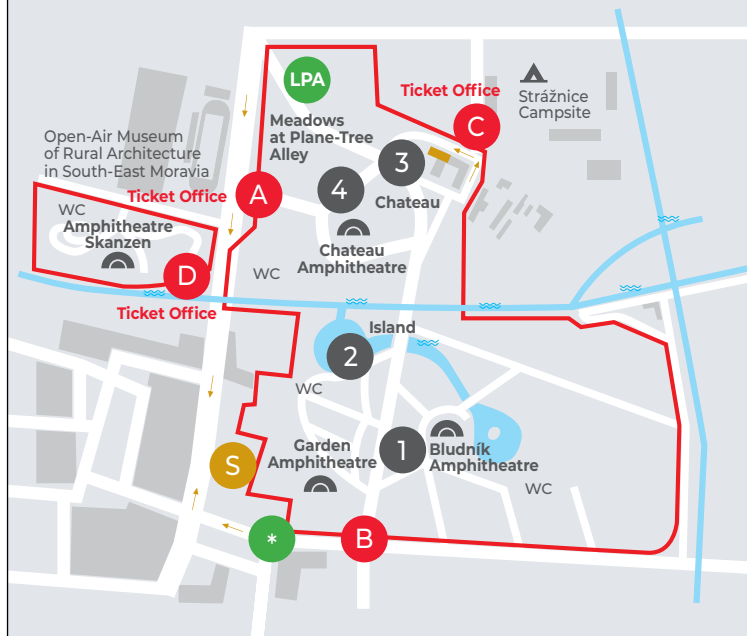 LPA
Ticket Office
Strážnice
Campsite
C
Meadows
at Plane-Tree
Alley
Open-Air Museum
of Rural Architecture
in South-East Moravia
3
4
Ticket Office
A
Chateau
WC
Amphitheatre
Skanzen
Chateau
Amphitheatre
D
WC
Ticket Office
Island
2
WC
1
Garden
Amphitheatre
Bludník
Amphitheatre
S
WC
*
B